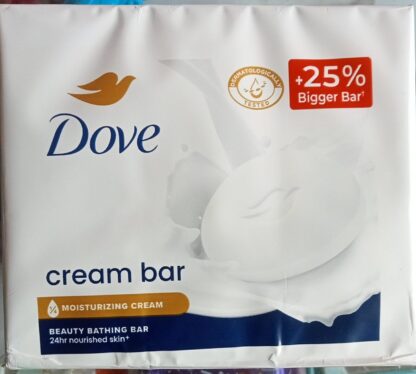 DERMATOLOGICALLY
TESTED
+25%
Bigger Bar†
Dove
cream bar
¼ MOISTURIZING CREAM
BEAUTY BATHING BAR
24hr nourished skin⁺